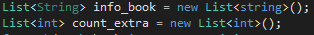 List<String> info_book = new List<string>();
List<int> count_extra = new List<int>();